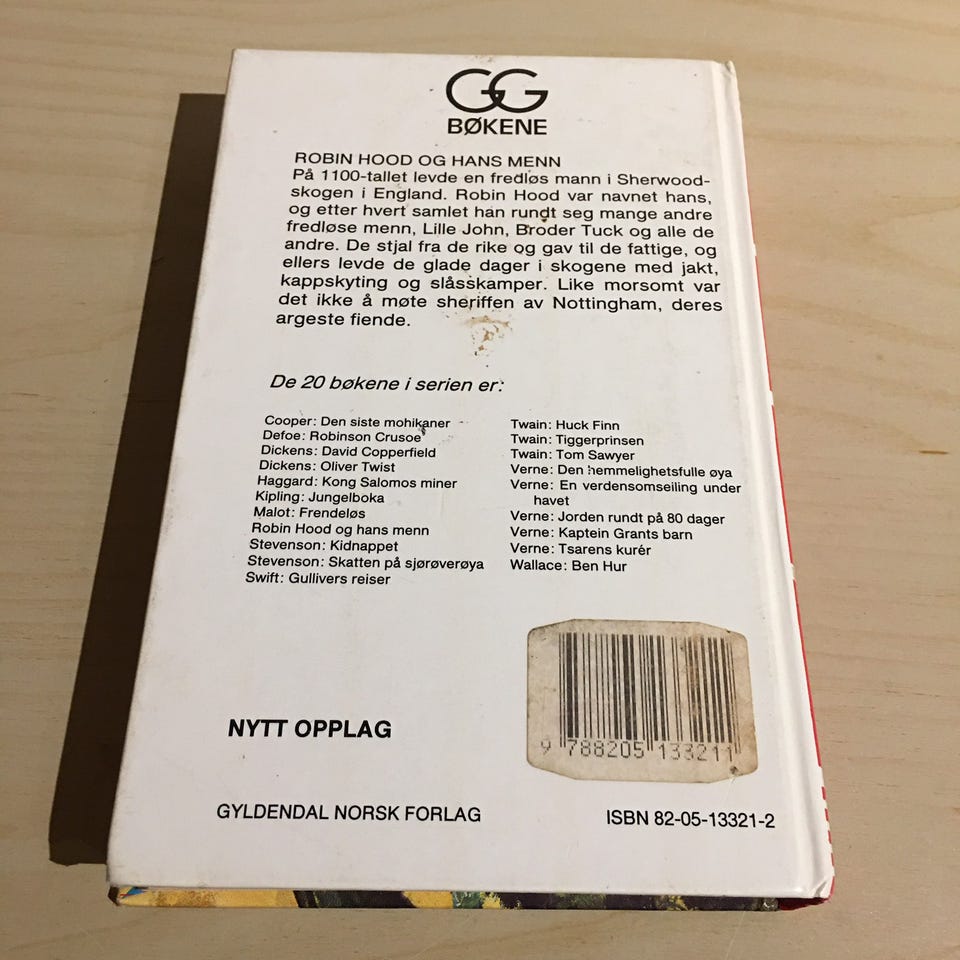 GG
BØKENE
ROBIN HOOD OG HANS MENN
På 1100-tallet levde en fredløs mann i Sherwood-
skogen i England. Robin Hood var navnet hans,
og etter hvert samlet han rundt seg mange andre
fredløse menn, Lille John, Broder Tuck og alle de
andre. De stjal fra de rike og gav til de fattige, og
ellers levde de glade dager i skogene med jakt,
kappskyting og slåsskamper. Like morsomt var
det ikke å møte sheriffen av Nottingham, deres
argeste fiende.
De 20 bøkene i serien er:
Cooper: Den siste mohikaner
Defoe: Robinson Crusoe
Dickens: David Copperfield
Dickens: Oliver Twist
Haggard: Kong Salomos miner
Kipling: Jungelboka
Malot: Frendeløs
Robin Hood og hans menn
Stevenson: Kidnappet
Stevenson: Skatten på sjørøverøya
Swift: Gullivers reiser
Twain: Huck Finn
Twain: Tiggerprinsen
Twain: Tom Sawyer
Verne: Den hemmelighetsfulle øya
Verne: En verdensomseiling under
havet
Verne: Jorden rundt på 80 dager
Verne: Kaptein Grants barn
Verne: Tsarens kurér
Wallace: Ben Hur
9 788205 133211
NYTT OPPLAG
GYLDENDAL NORSK FORLAG
ISBN 82-05-13321-2